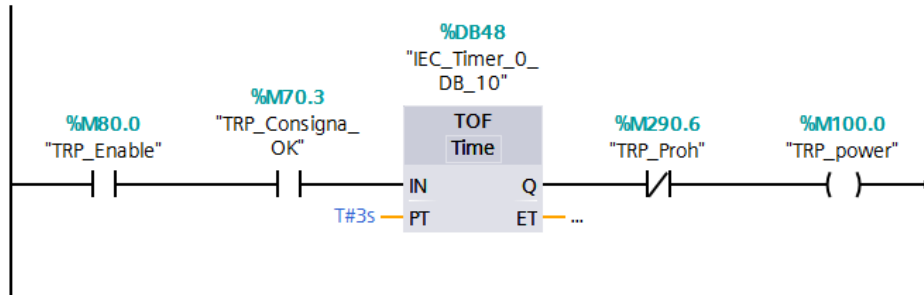 %DB48
"IEC_Timer_0_
DB_10"
%M80.0
"TRP_Enable"
%M70.3
"TRP_Consigna_
OK"
TOF
Time
IN
Q
T#3s
PT
ET
...
%M290.6
"TRP_Proh"
%M100.0
"TRP_power"